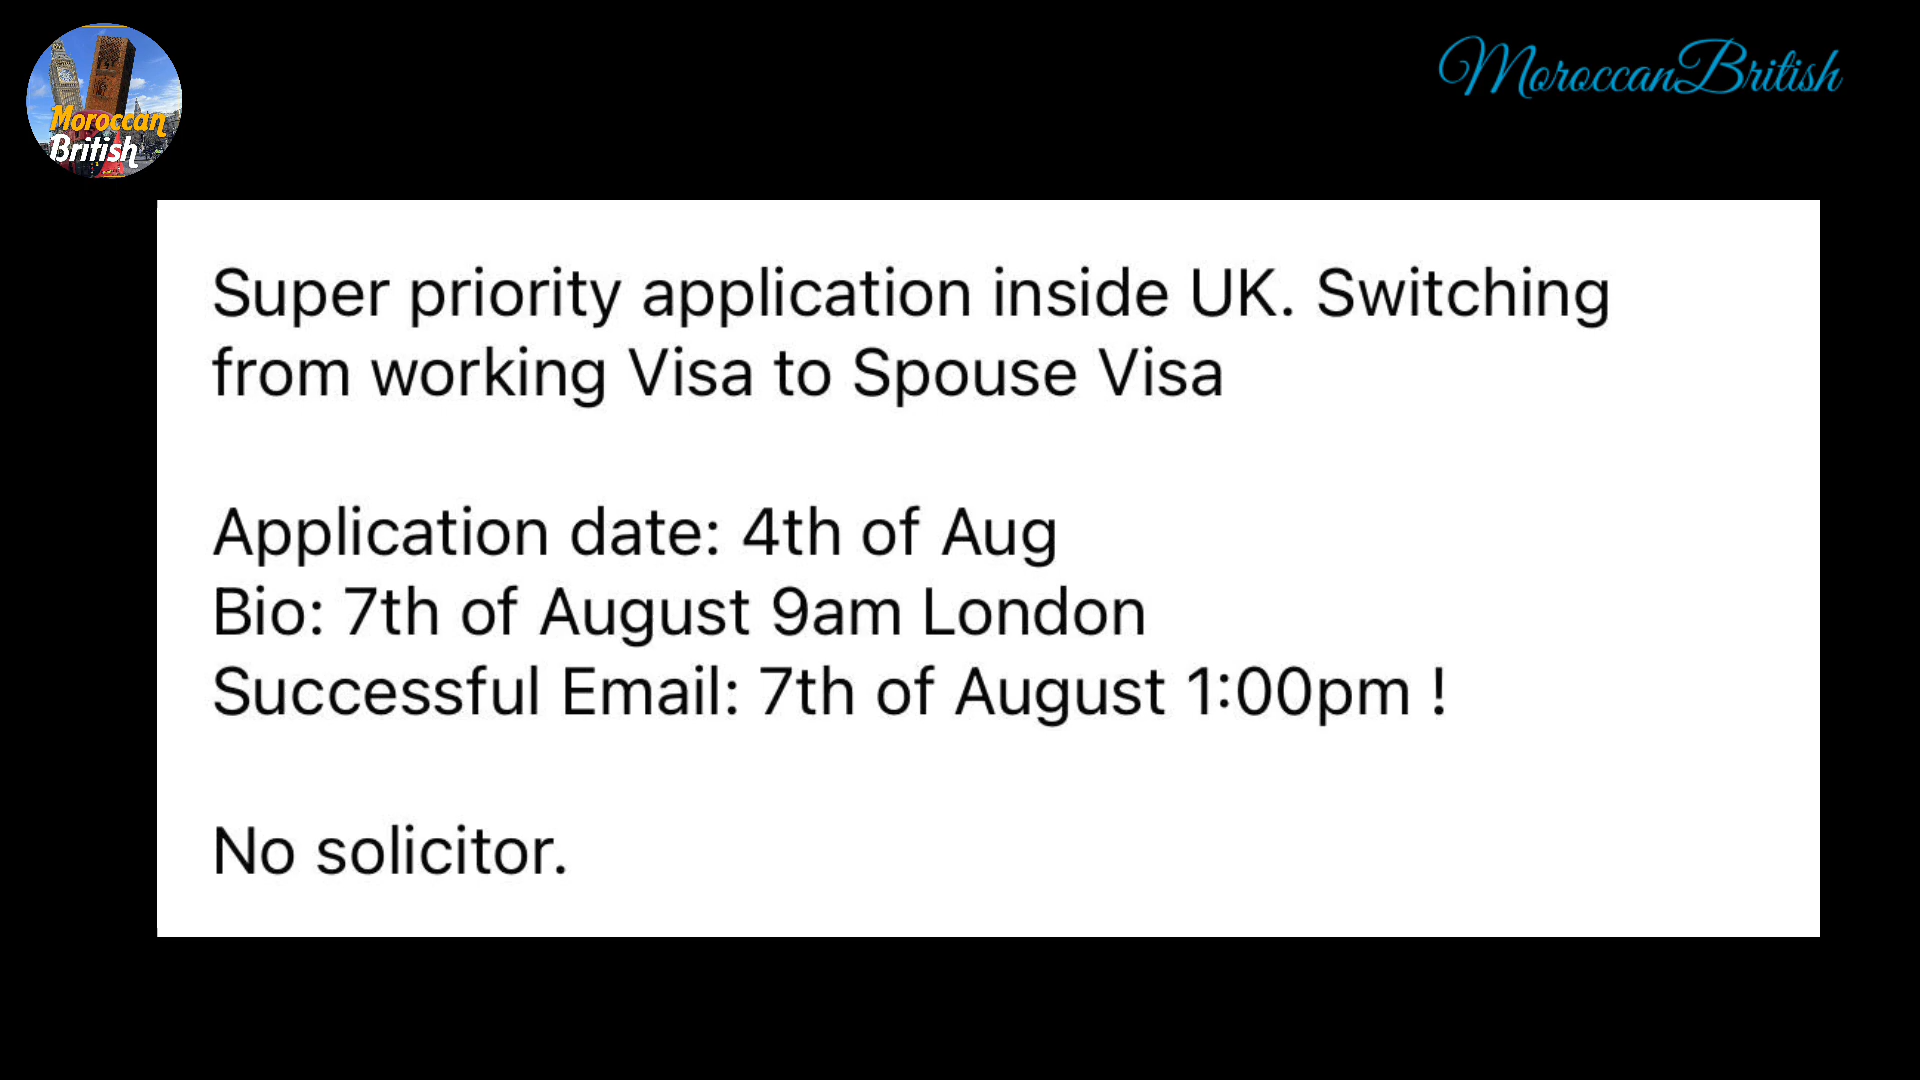 Moroccan
British
MoroccanBritish
Super priority application inside UK. Switching
from working Visa to Spouse Visa
Application date: 4th of Aug
Bio: 7th of August 9am London
Successful Email: 7th of August 1:00pm !
No solicitor.